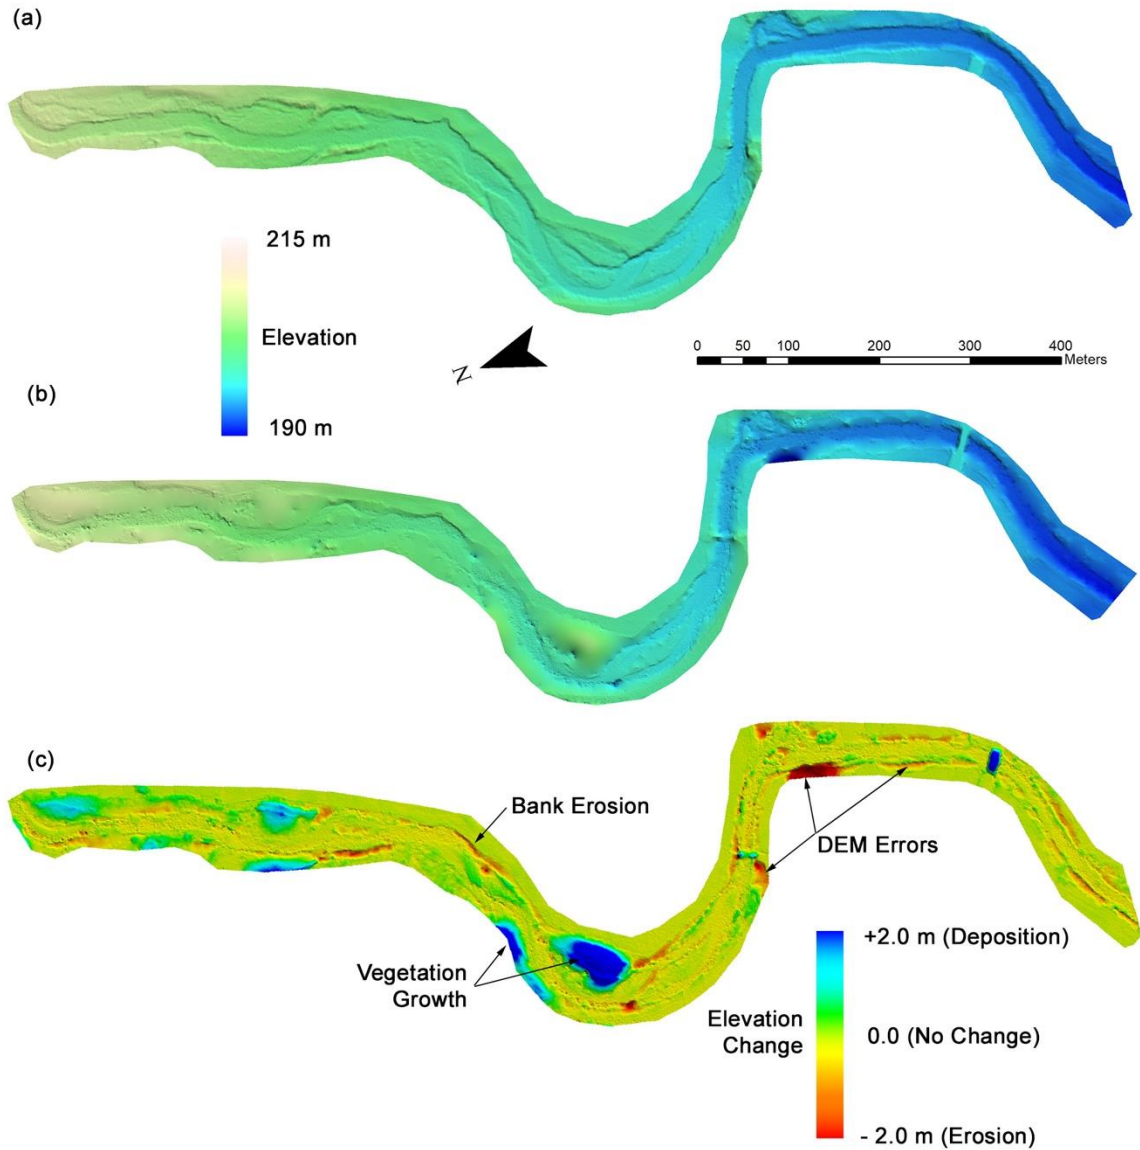 (a)
215 m
Elevation
190 m
N
0 50 100 200 300 400
Meters
(b)
(c)
Bank Erosion
DEM Errors
Vegetation
Growth
+2.0 m (Deposition)
Elevation
Change
0.0 (No Change)
- 2.0 m (Erosion)